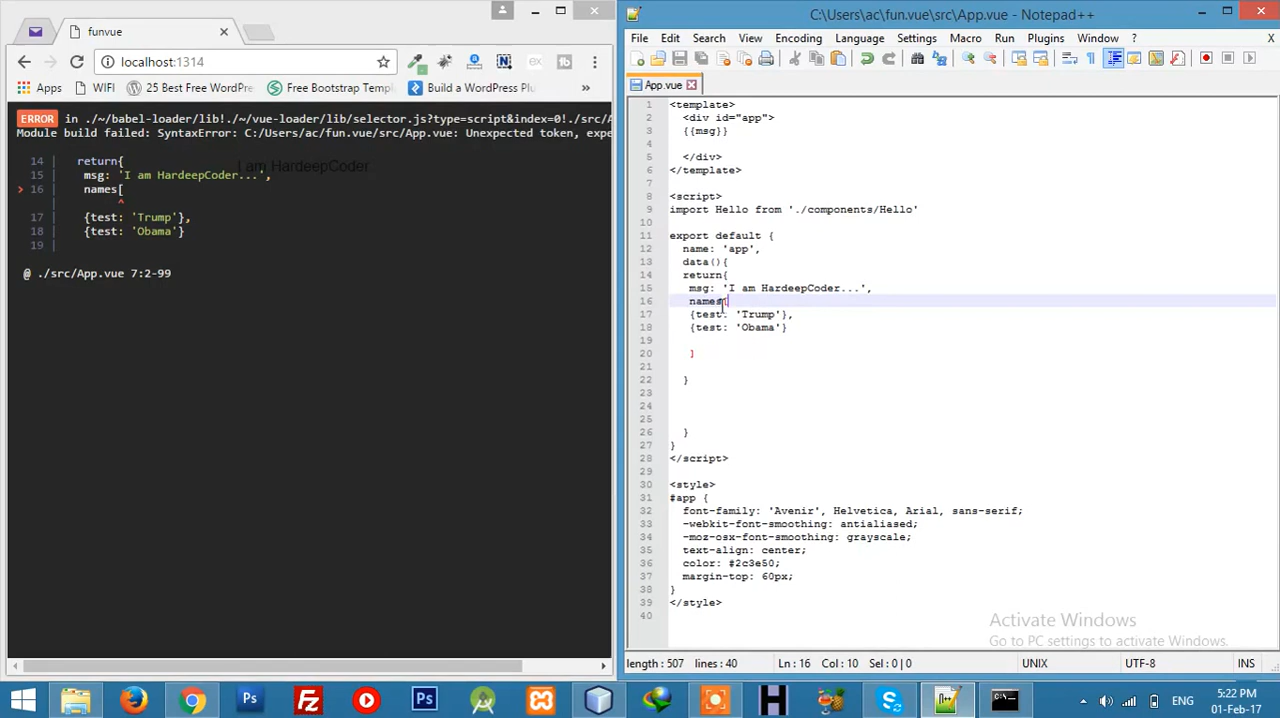 funvue
localhost:1314
Apps WIFI 25 Best Free WordPre Free Bootstrap Templ Build a WordPress Plu »
ERROR in ./~/babel-loader/lib!./~/vue-loader/lib/selector.js?type=script&index=0!./src/A
Module build failed: SyntaxError: C:/Users/ac/fun.vue/src/App.vue: Unexpected token, expe
I am HardeepCoder
14 | return{
15 | msg: 'I am HardeepCoder...',
> 16 | names[
^
17 | {test: 'Trump'},
18 | {test: 'Obama'}
19 |
@ ./src/App.vue 7:2-99
C:\Users\ac\fun.vue\src\App.vue - Notepad++
File Edit Search View Encoding Language Settings Macro Run Plugins Window ? X
App.vue
1 <template>
2 <div id="app">
3 {{msg}}
4
5 </div>
6 </template>
7
8 <script>
9 import Hello from './components/Hello'
10
11 export default {
12 name: 'app',
13 data(){
14 return{
15 msg: 'I am HardeepCoder...',
16 names[
17 {test: 'Trump'},
18 {test: 'Obama'}
19
20 ]
21
22 }
23
24
25
26 }
27 }
28 </script>
29
30 <style>
31 #app {
32 font-family: 'Avenir', Helvetica, Arial, sans-serif;
33 -webkit-font-smoothing: antialiased;
34 -moz-osx-font-smoothing: grayscale;
35 text-align: center;
36 color: #2c3e50;
37 margin-top: 60px;
38 }
39 </style>
40
Activate Windows
Go to PC settings to activate Windows.
length : 507 lines : 40 Ln : 16 Col : 10 Sel : 0 | 0 UNIX UTF-8 INS
ENG
5:22 PM
01-Feb-17